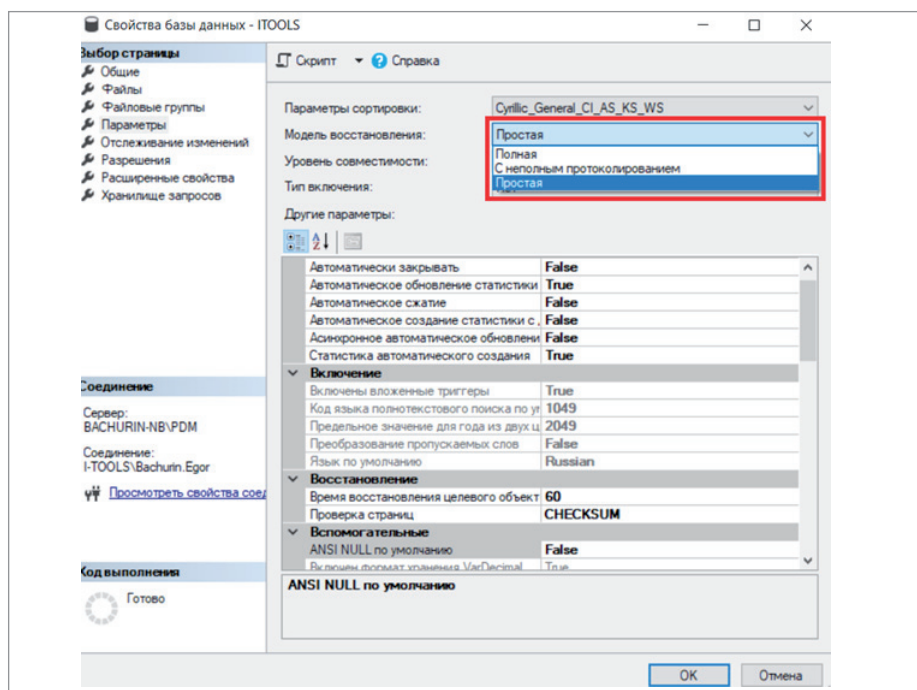 Свойства базы данных - ITOOLS
Выбор страницы
Общие
Файлы
Файловые группы
Параметры
Отслеживание изменений
Разрешения
Расширенные свойства
Хранилище запросов
Соединение
Сервер:
BACHURIN-NB\PDM
Соединение:
I-TOOLS\Bachurin.Egor
Просмотреть свойства соед
Ход выполнения
Готово
Скрипт
Справка
Параметры сортировки: Cyrillic_General_CI_AS_KS_WS
Модель восстановления: Простая
Полная
Уровень совместимости: С неполным протоколированием
Простая
Тип включения:
Другие параметры:
Автоматически закрывать False
Автоматическое обновление статистики True
Автоматическое сжатие False
Автоматическое создание статистики с False
Асинхронное автоматическое обновлени False
Статистика автоматического создания True
Включение
Включены вложенные триггеры True
Код языка полнотекстового поиска по у 1049
Предельное значение для года из двух ц 2049
Преобразование пропускаемых слов False
Язык по умолчанию Russian
Восстановление
Время восстановления целевого объект 60
Проверка страниц CHECKSUM
Вспомогательные
ANSI NULL по умолчанию False
Включен формат хранения VarDecimal True
ANSI NULL по умолчанию
OK Отмена